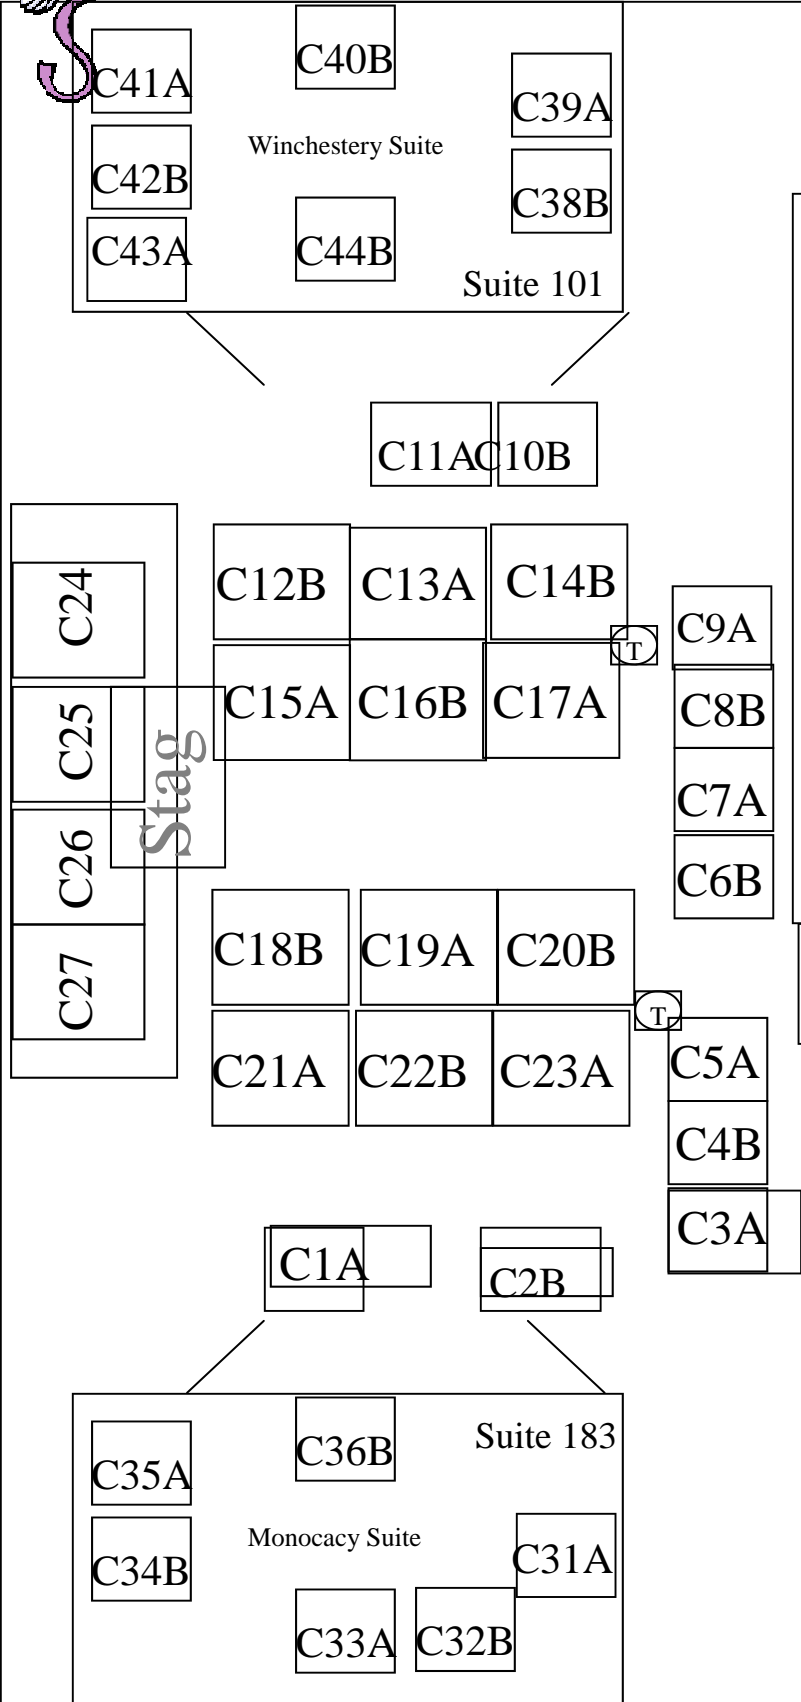 C40B
C41A
C39A
Winchestery Suite
C42B
C38B
C43A
C44B
Suite 101
C11A
C10B
C12B
C13A
C14B
C24
C9A
T
C15A
C16B
C17A
C8B
C25
Stag
C7A
C26
C6B
C18B
C19A
C20B
C27
T
C5A
C21A
C22B
C23A
C4B
C3A
C1A
C2B
Suite 183
C36B
C35A
Monocacy Suite
C31A
C34B
C33A
C32B